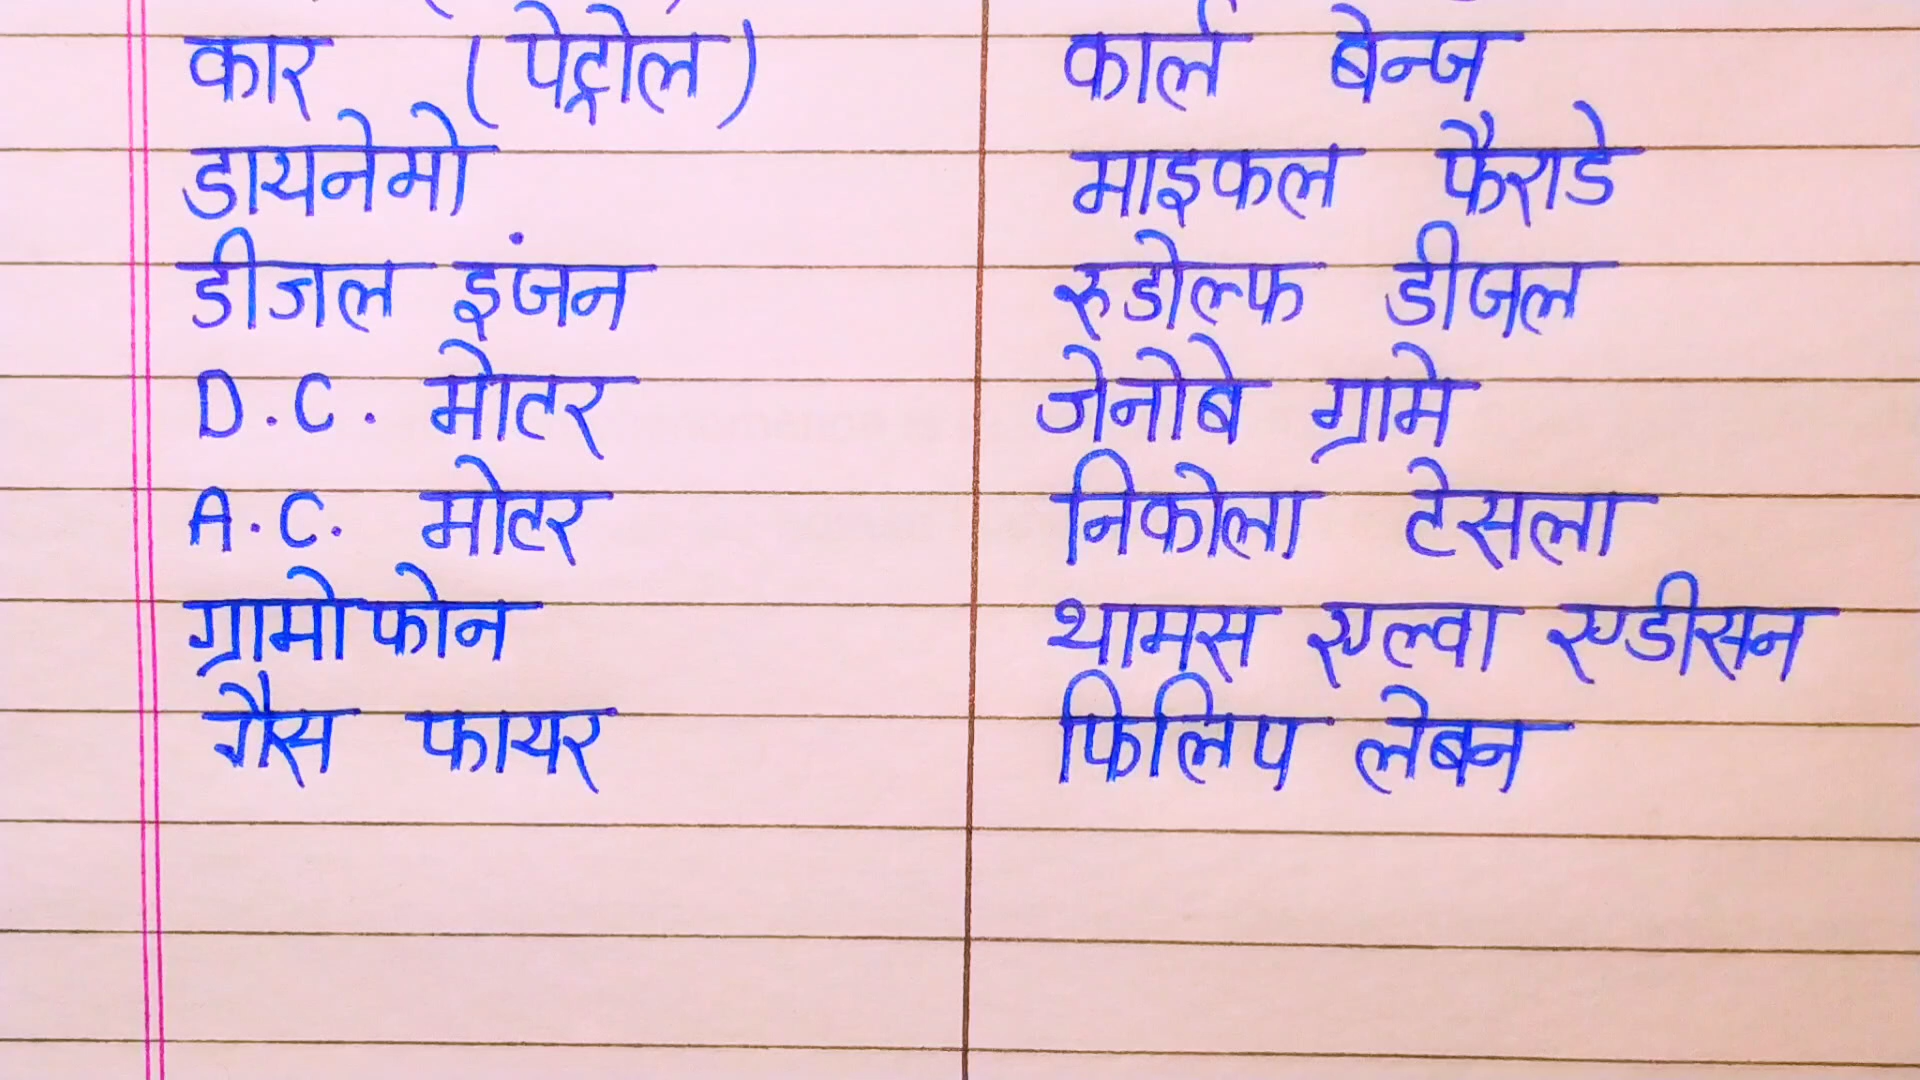 कार (पेट्रोल) कार्ल बेन्ज
डायनेमो माइकल फैराडे
डीजल इंजन रुडोल्फ डीजल
D.C. मोटर जेनोबे ग्रामे
A.C. मोटर निकोला टेसला
ग्रामोफोन थामस एल्वा एडीसन
गैस फायर फिलिप लेबन